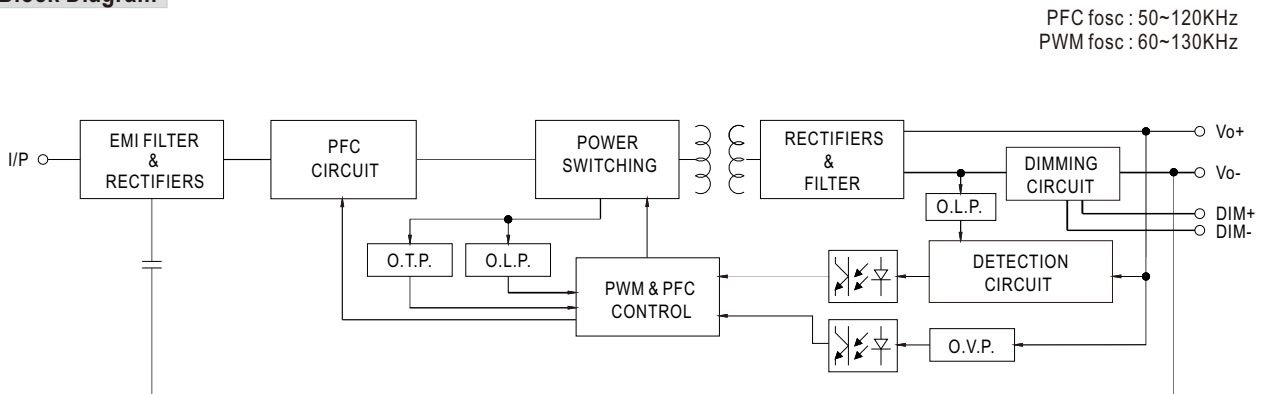 Block Diagram
PFC fosc : 50~120KHz
PWM fosc : 60~130KHz
I/P
EMI FILTER
&
RECTIFIERS
PFC
CIRCUIT
POWER
SWITCHING
RECTIFIERS
&
FILTER
DIMMING
CIRCUIT
Vo+
Vo-
DIM+
DIM-
O.L.P.
O.T.P.
O.L.P.
PWM & PFC
CONTROL
DETECTION
CIRCUIT
O.V.P.